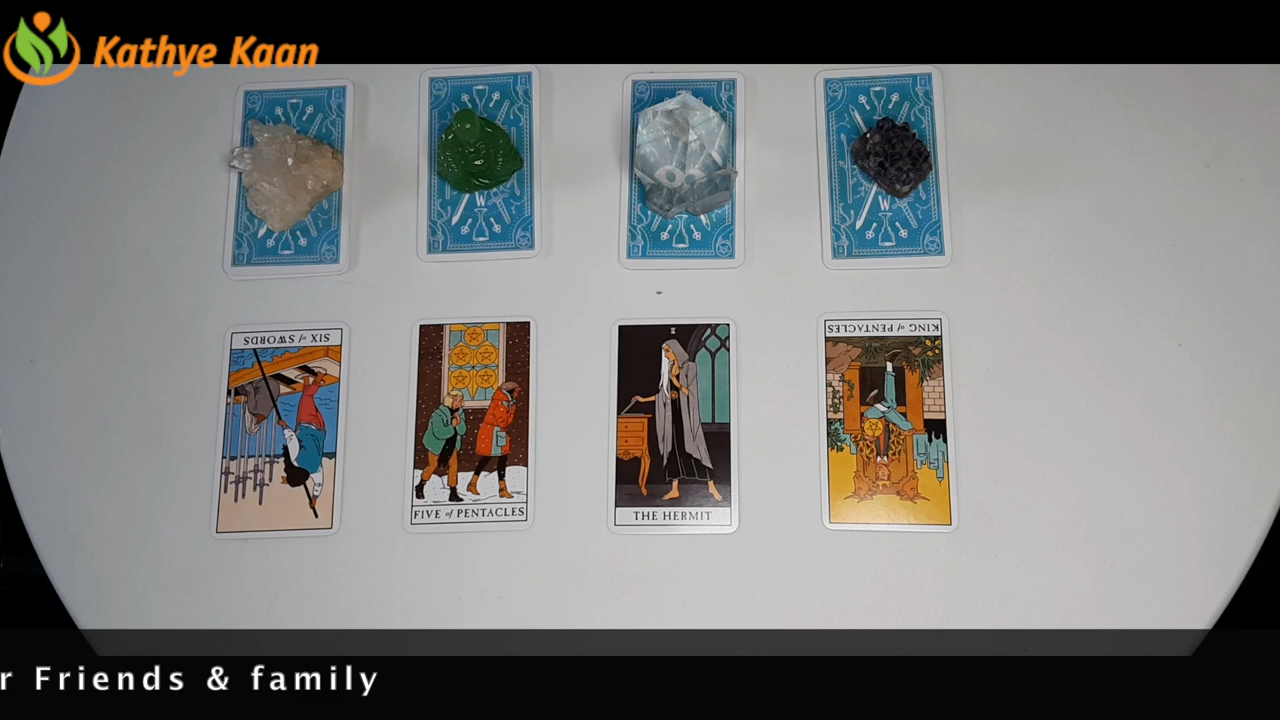 Kathye Kaan
W
W
SIX of SWORDS
FIVE of PENTACLES
THE HERMIT
KING of PENTACLES
r Friends & family